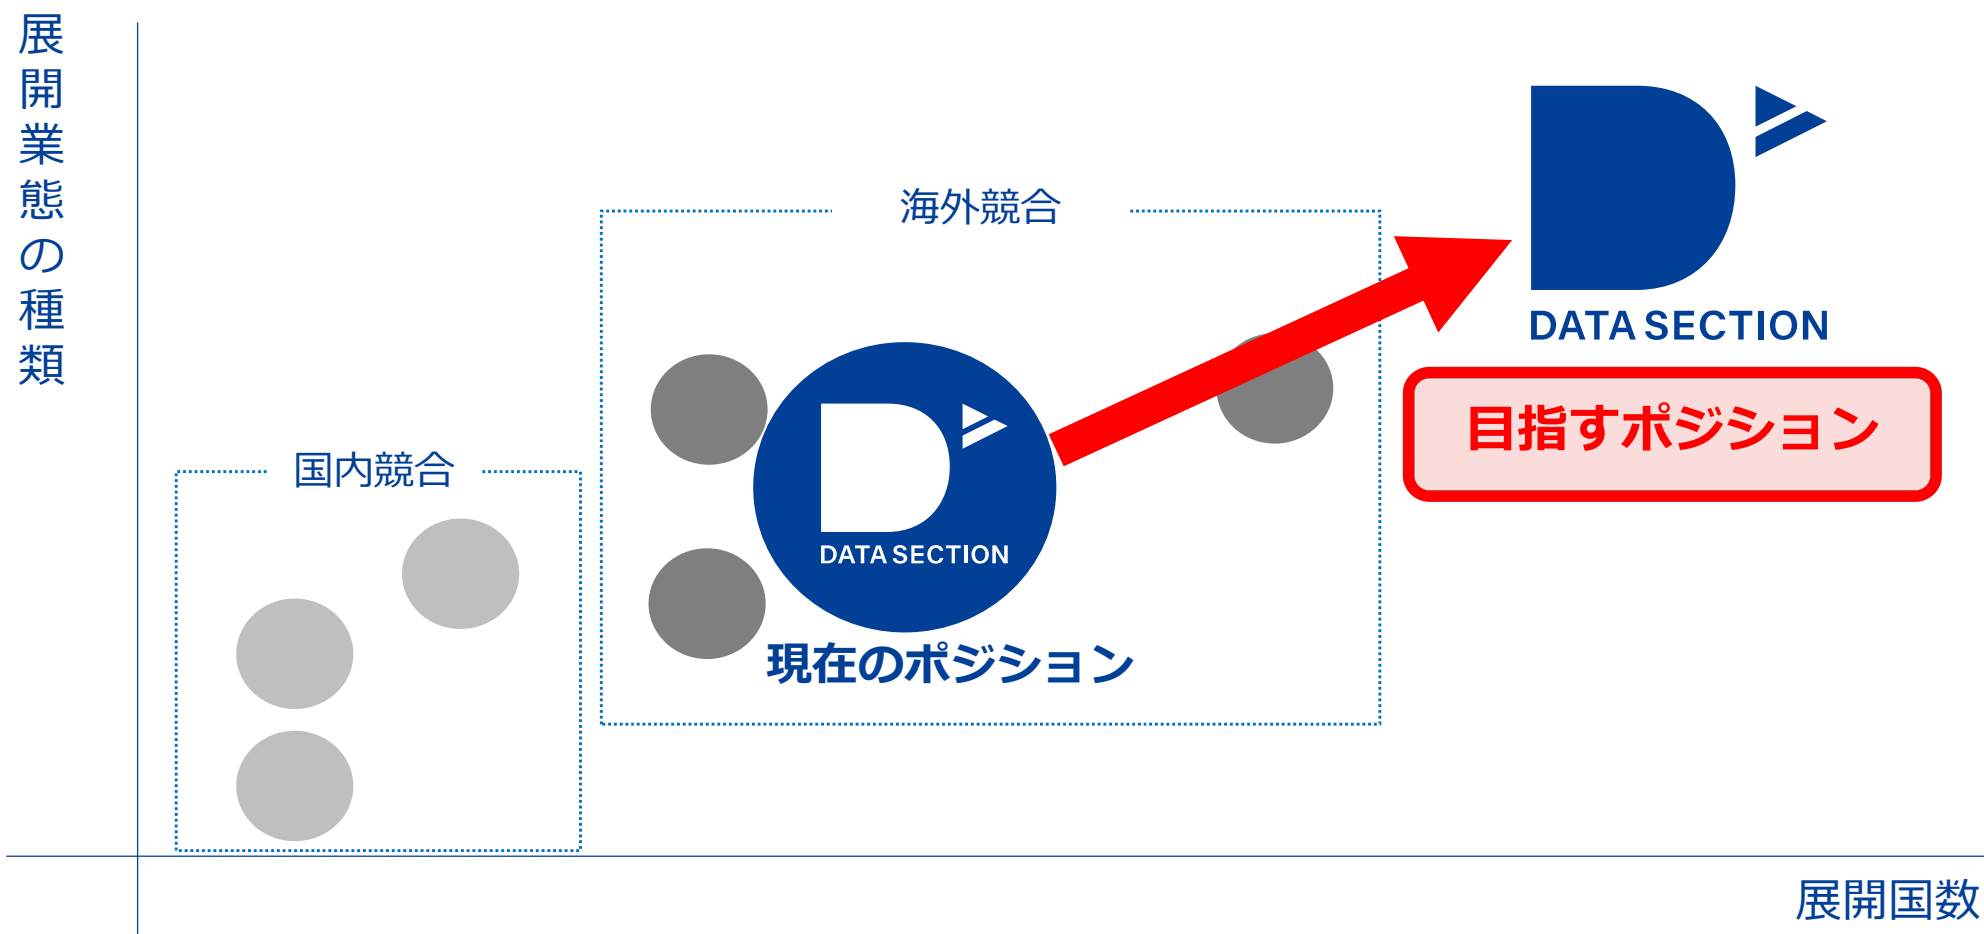 展開業態の種類
海外競合
DATA SECTION
目指すポジション
国内競合
DATA SECTION
現在のポジション
展開国数